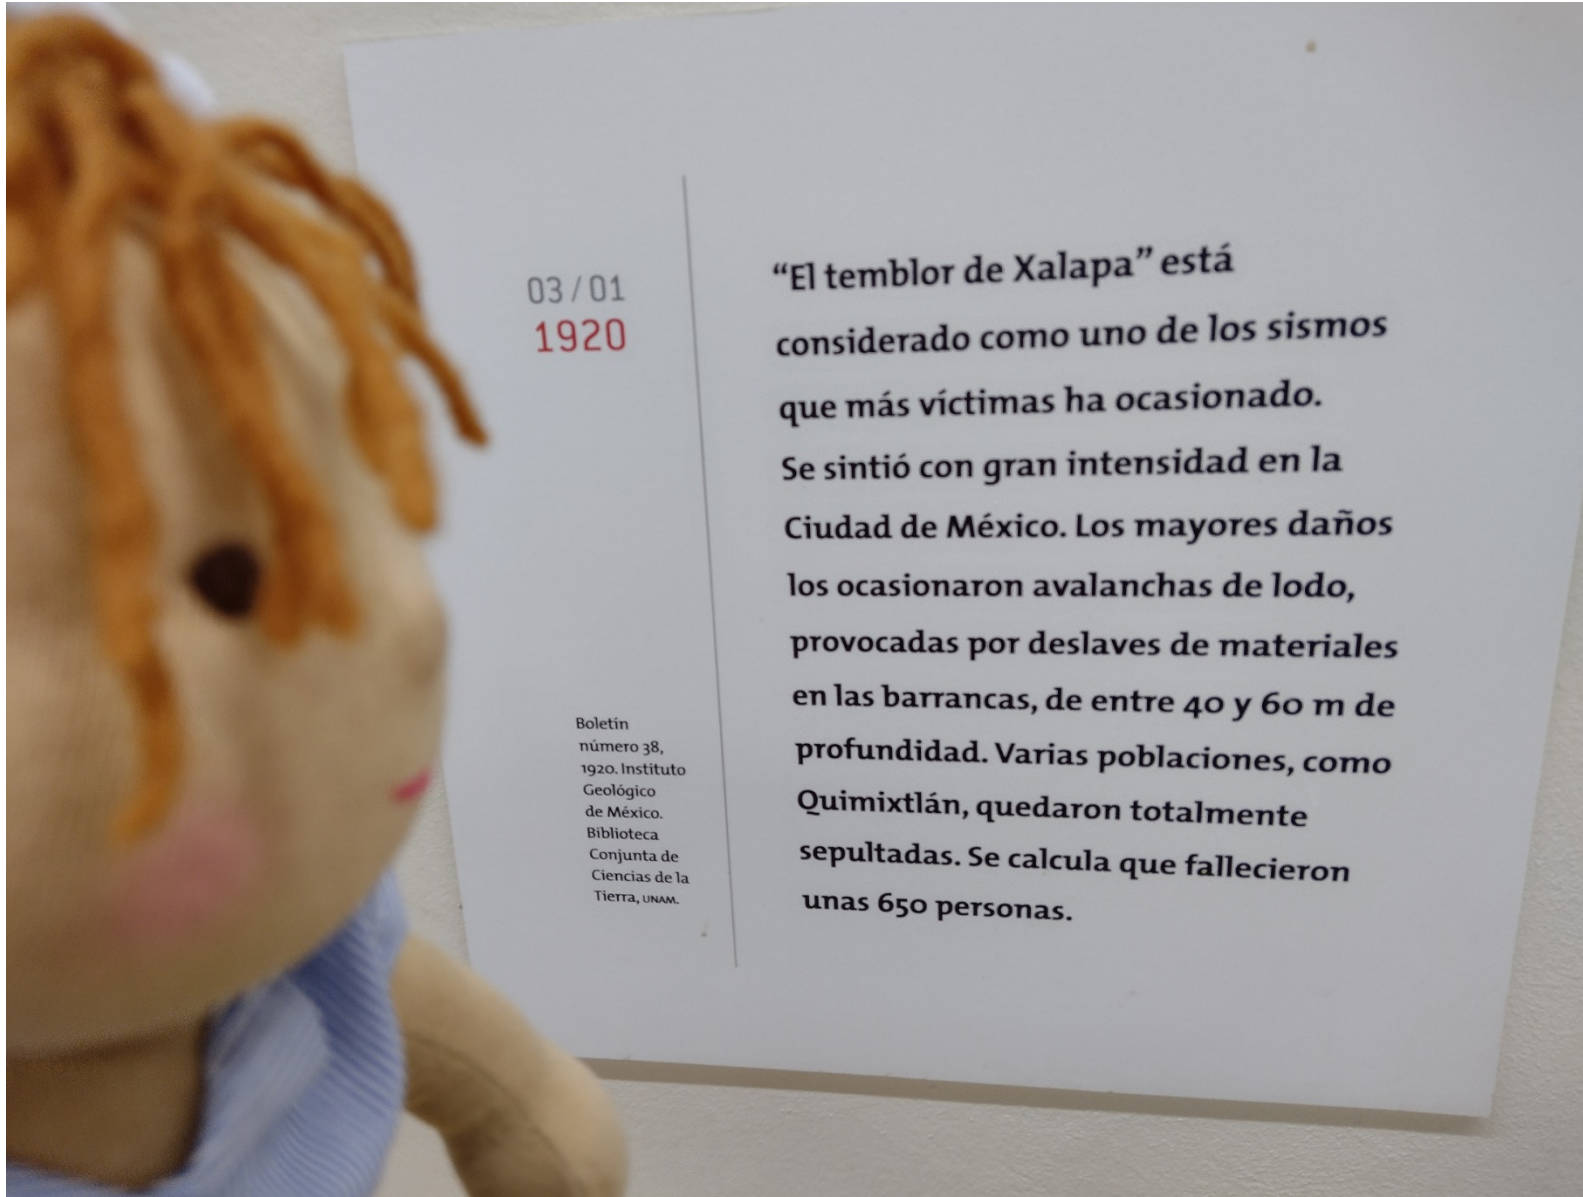 03/01
1920
“El temblor de Xalapa” está
considerado como uno de los sismos
que más víctimas ha ocasionado.
Se sintió con gran intensidad en la
Ciudad de México. Los mayores daños
los ocasionaron avalanchas de lodo,
provocadas por deslaves de materiales
en las barrancas, de entre 40 y 60 m de
profundidad. Varias poblaciones, como
Quimixtlán, quedaron totalmente
sepultadas. Se calcula que fallecieron
unas 650 personas.
Boletín
número 38,
1920. Instituto
Geológico
de México.
Biblioteca
Conjunta de
Ciencias de la
Tierra, UNAM.